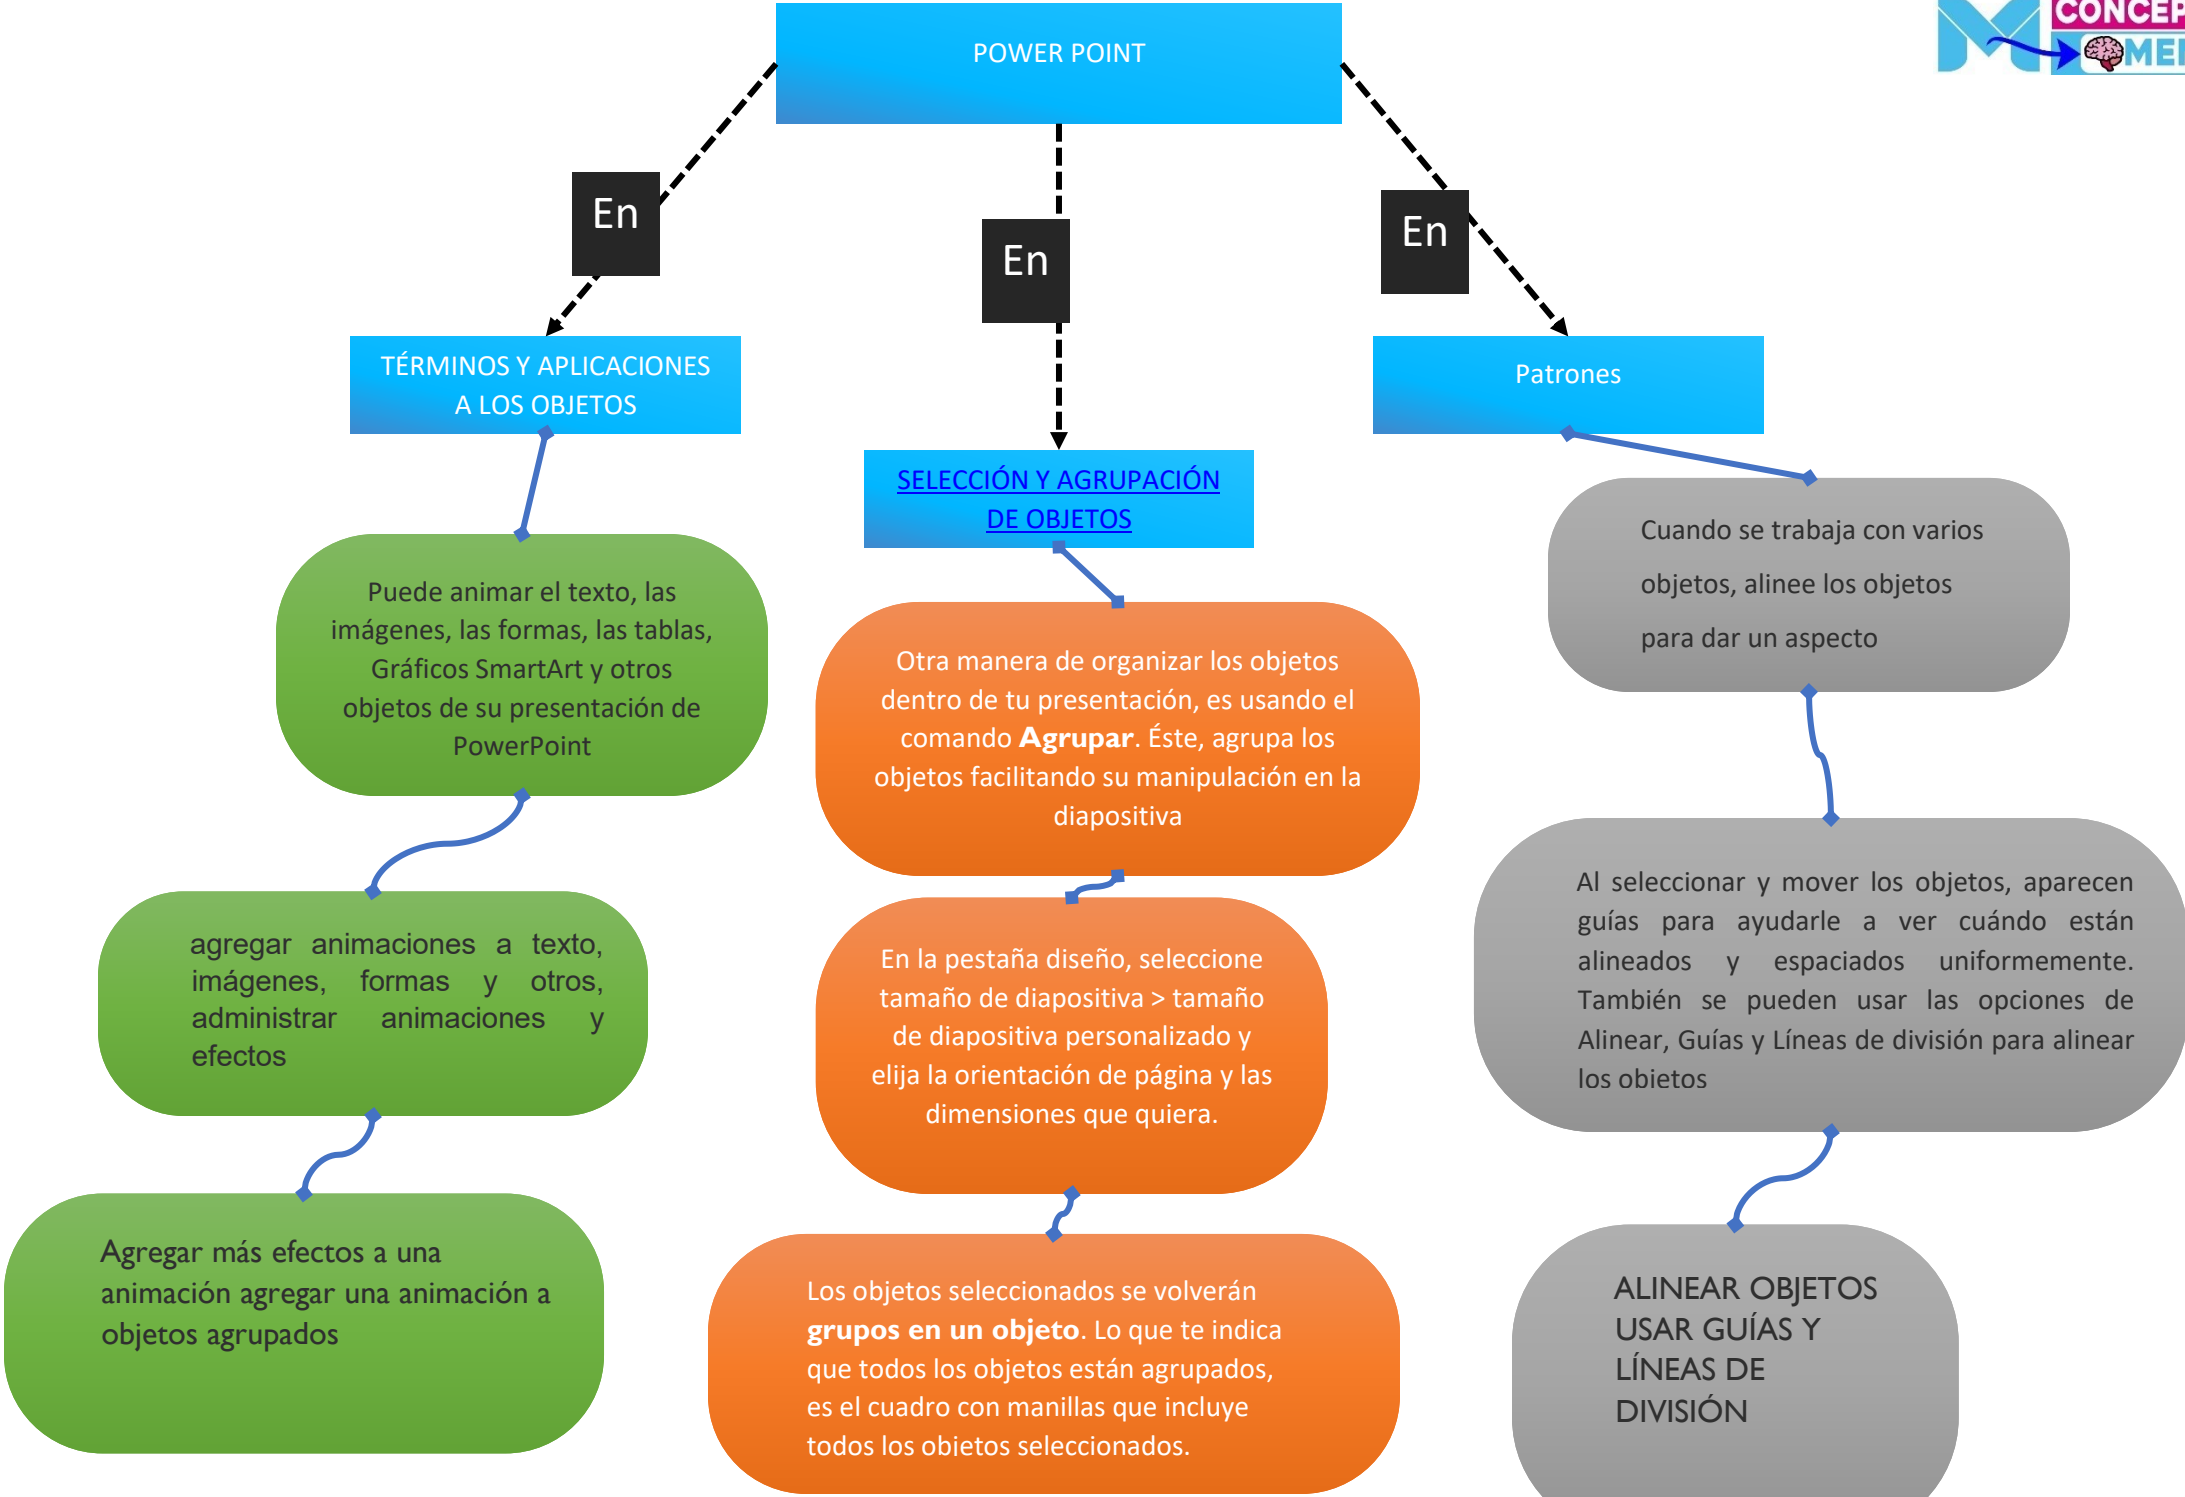 POWER POINT
En
En
En
TÉRMINOS Y APLICACIONES
A LOS OBJETOS
Puede animar el texto, las
imágenes, las formas, las tablas,
Gráficos SmartArt y otros
objetos de su presentación de
PowerPoint
agregar animaciones a texto,
imágenes, formas y otros,
administrar animaciones y
efectos
Agregar más efectos a una
animación agregar una animación a
objetos agrupados
SELECCIÓN Y AGRUPACIÓN
DE OBJETOS
Otra manera de organizar los objetos
dentro de tu presentación, es usando el
comando Agrupar. Éste, agrupa los
objetos facilitando su manipulación en la
diapositiva
En la pestaña diseño, seleccione
tamaño de diapositiva > tamaño
de diapositiva personalizado y
elija la orientación de página y las
dimensiones que quiera.
Los objetos seleccionados se volverán
grupos en un objeto. Lo que te indica
que todos los objetos están agrupados,
es el cuadro con manillas que incluye
todos los objetos seleccionados.
Patrones
Cuando se trabaja con varios
objetos, alinee los objetos
para dar un aspecto
Al seleccionar y mover los objetos, aparecen
guías para ayudarle a ver cuándo están
alineados y espaciados uniformemente.
También se pueden usar las opciones de
Alinear, Guías y Líneas de división para alinear
los objetos
ALINEAR OBJETOS
USAR GUÍAS Y
LÍNEAS DE
DIVISIÓN